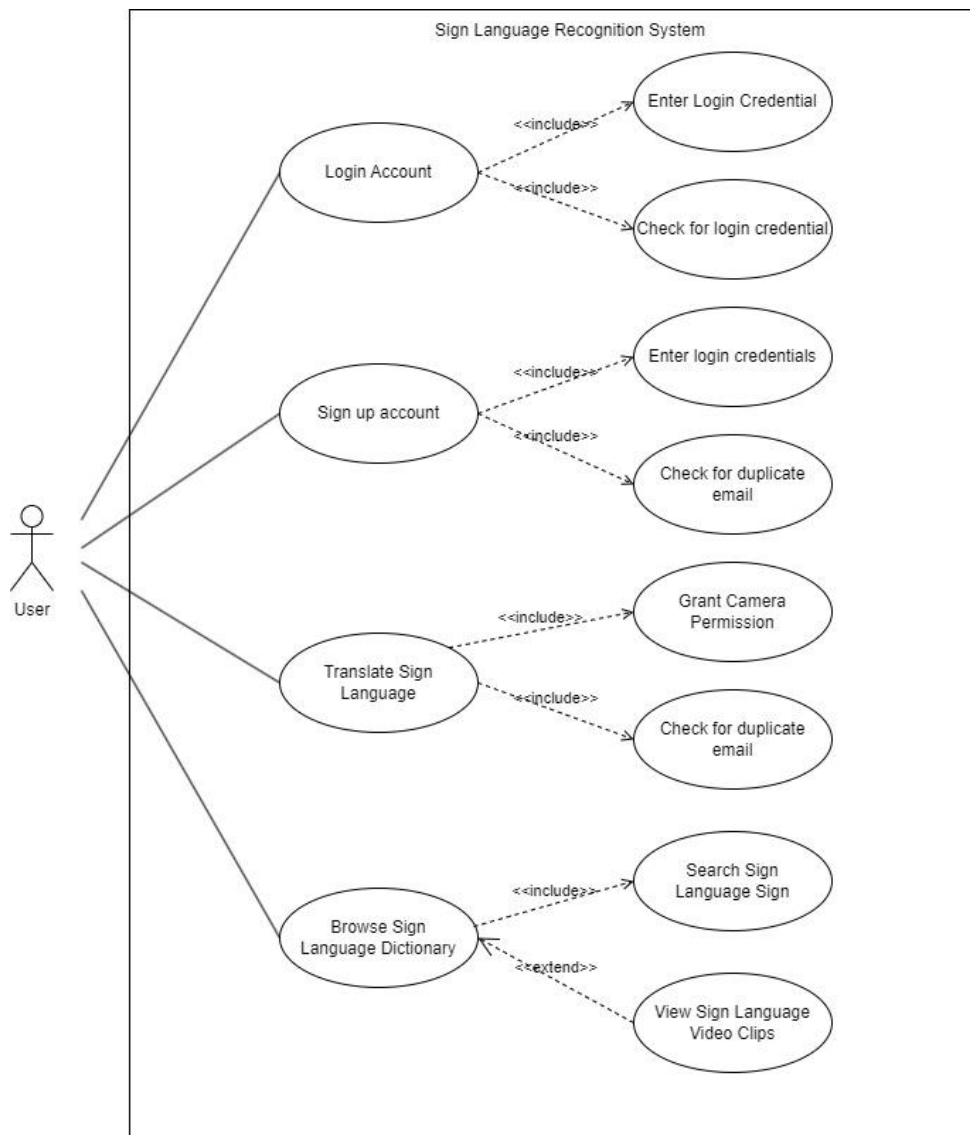 Sign Language Recognition System
Enter Login Credential
<<include>>
Login Account
<<include>>
Check for login credential
Enter login credentials
<<include>>
Sign up account
<<include>>
Check for duplicate
email
User
Grant Camera
Permission
<<include>>
Translate Sign
Language
<<include>>
Check for duplicate
email
Search Sign
Language Sign
<<include>>
Browse Sign
Language Dictionary
<<extend>>
View Sign Language
Video Clips